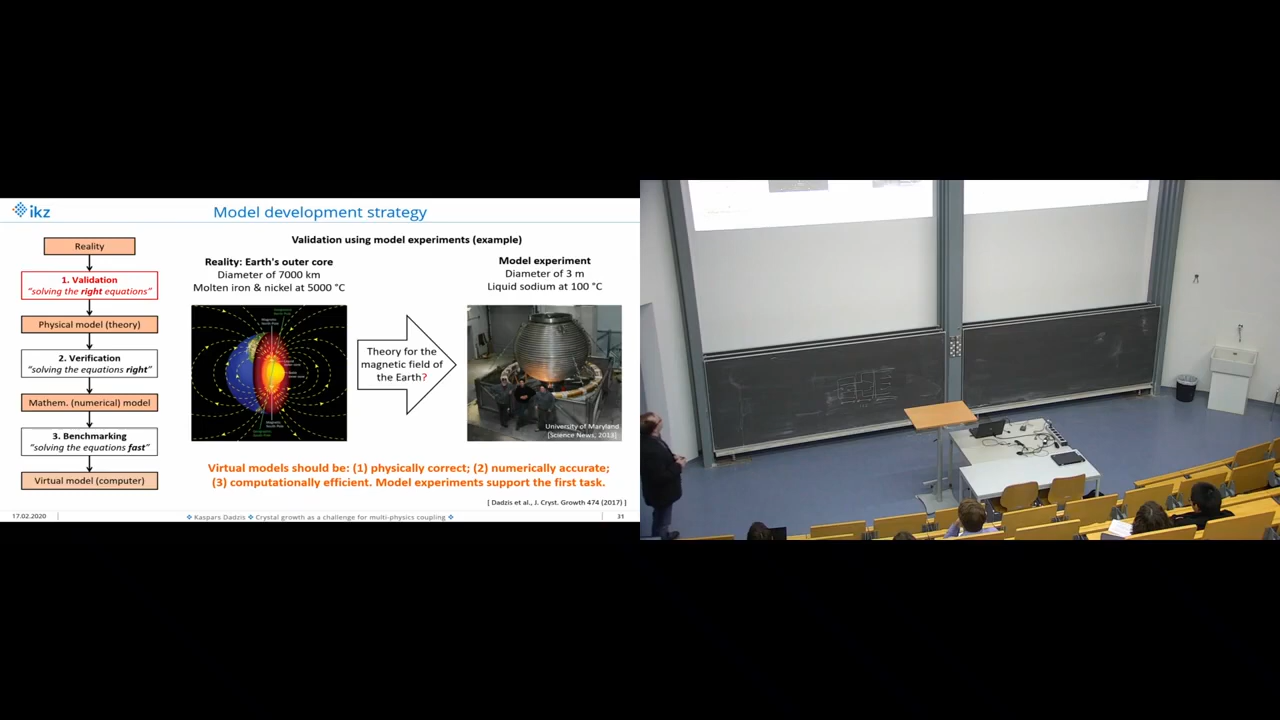 ikz
Model development strategy
Reality
1. Validation
"solving the right equations"
Physical model (theory)
2. Verification
"solving the equations right"
Mathem. (numerical) model
3. Benchmarking
"solving the equations fast"
Virtual model (computer)
Validation using model experiments (example)
Reality: Earth's outer core
Diameter of 7000 km
Molten iron & nickel at 5000 °C
Model experiment
Diameter of 3 m
Liquid sodium at 100 °C
Theory for the
magnetic field of
the Earth?
University of Maryland
[Science News, 2013]
Virtual models should be: (1) physically correct; (2) numerically accurate;
(3) computationally efficient. Model experiments support the first task.
[ Dadzis et al., J. Cryst. Growth 474 (2017) ]
17.02.2020
❖ Kaspars Dadzis ❖ Crystal growth as a challenge for multi-physics coupling ❖
31